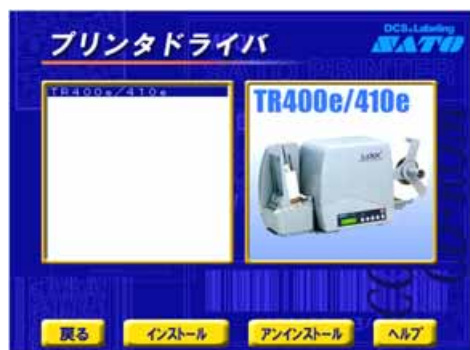 プリンタドライバ
DCS&Labeling
SATO
TR400e/410e
TR400e/410e
戻る
インストール
アンインストール
ヘルプ